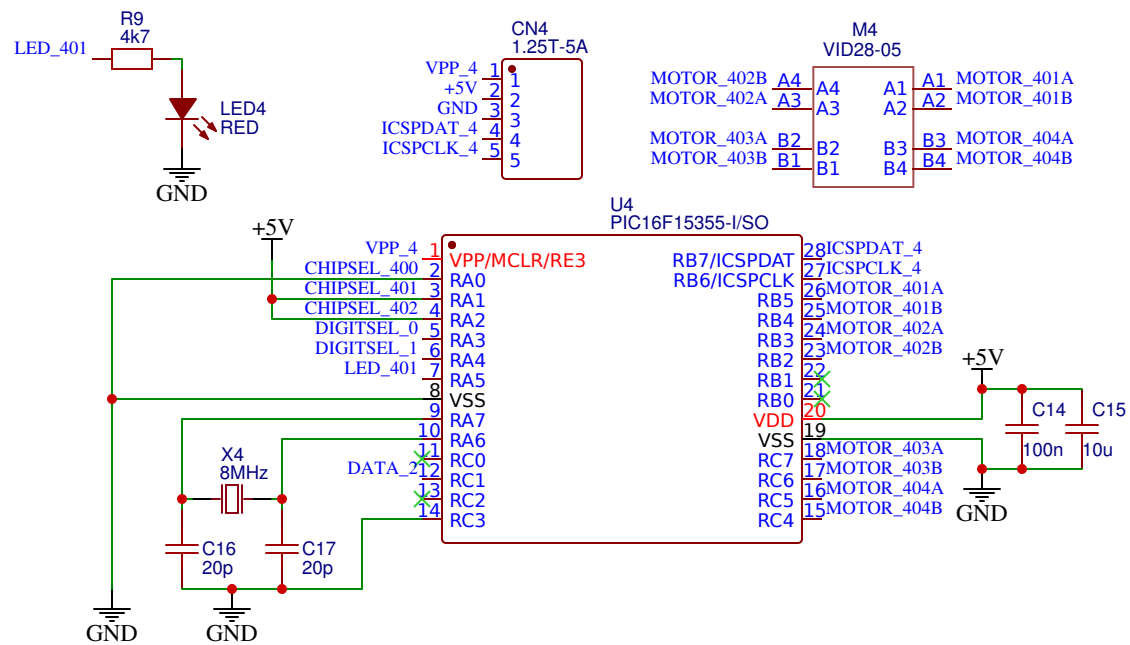 R9
4k7
LED_401
LED4
RED
GND
CN4
1.25T-5A
VPP_4 1 1
+5V 2 2
GND 3 3
ICSPDAT_4 4 4
ICSPCLK_4 5 5
M4
VID28-05
MOTOR_402B A4 A4 A1 A1 MOTOR_401A
MOTOR_402A A3 A3 A2 A2 MOTOR_401B
MOTOR_403A B2 B2 B3 B3 MOTOR_404A
MOTOR_403B B1 B1 B4 B4 MOTOR_404B
U4
PIC16F15355-I/SO
+5V
VPP_4 1 VPP/MCLR/RE3
CHIPSEL_400 2 RA0
CHIPSEL_401 3 RA1
CHIPSEL_402 4 RA2
DIGITSEL_0 5 RA3
DIGITSEL_1 6 RA4
LED_401 7 RA5
8 VSS
9 RA7
10 RA6
11 RC0
DATA_2 12 RC1
13 RC2
14 RC3
RB7/ICSPDAT 28 ICSPDAT_4
RB6/ICSPCLK 27 ICSPCLK_4
RB5 26 MOTOR_401A
RB4 25 MOTOR_401B
RB3 24 MOTOR_402A
RB2 23 MOTOR_402B
RB1 22
RB0 21
VDD 20
VSS 19
RC7 18 MOTOR_403A
RC6 17 MOTOR_403B
RC5 16 MOTOR_404A
RC4 15 MOTOR_404B
+5V
C14
100n
C15
10u
GND
X4
8MHz
C16
20p
C17
20p
GND
GND